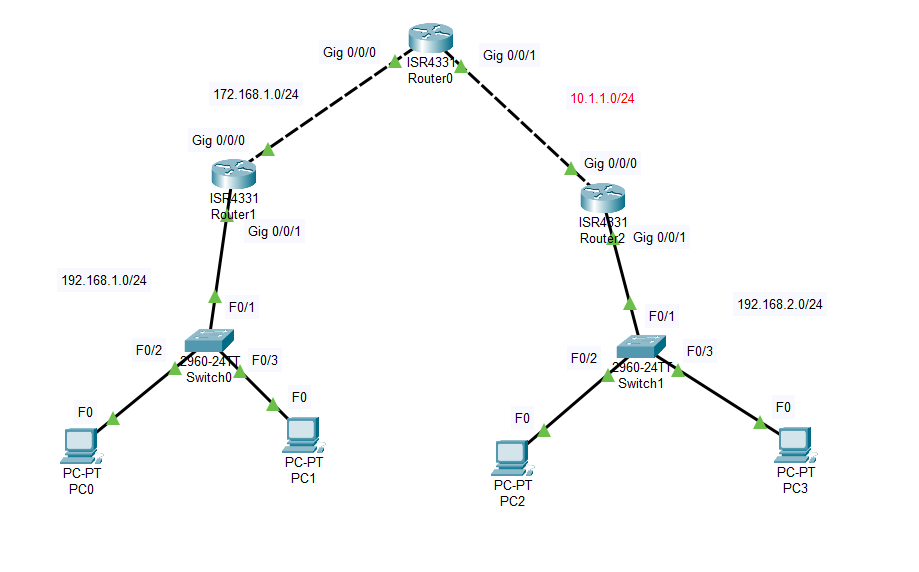 Gig 0/0/0
Gig 0/0/1
ISR4331
Router0
172.168.1.0/24
10.1.1.0/24
Gig 0/0/0
Gig 0/0/0
ISR4331
Router1
ISR4331
Router2
Gig 0/0/1
Gig 0/0/1
192.168.1.0/24
192.168.2.0/24
F0/1
F0/1
F0/2
F0/3
2960-24TT
Switch0
F0/2
F0/3
2960-24TT
Switch1
F0
F0
F0
F0
PC-PT
PC0
PC-PT
PC1
PC-PT
PC2
PC-PT
PC3